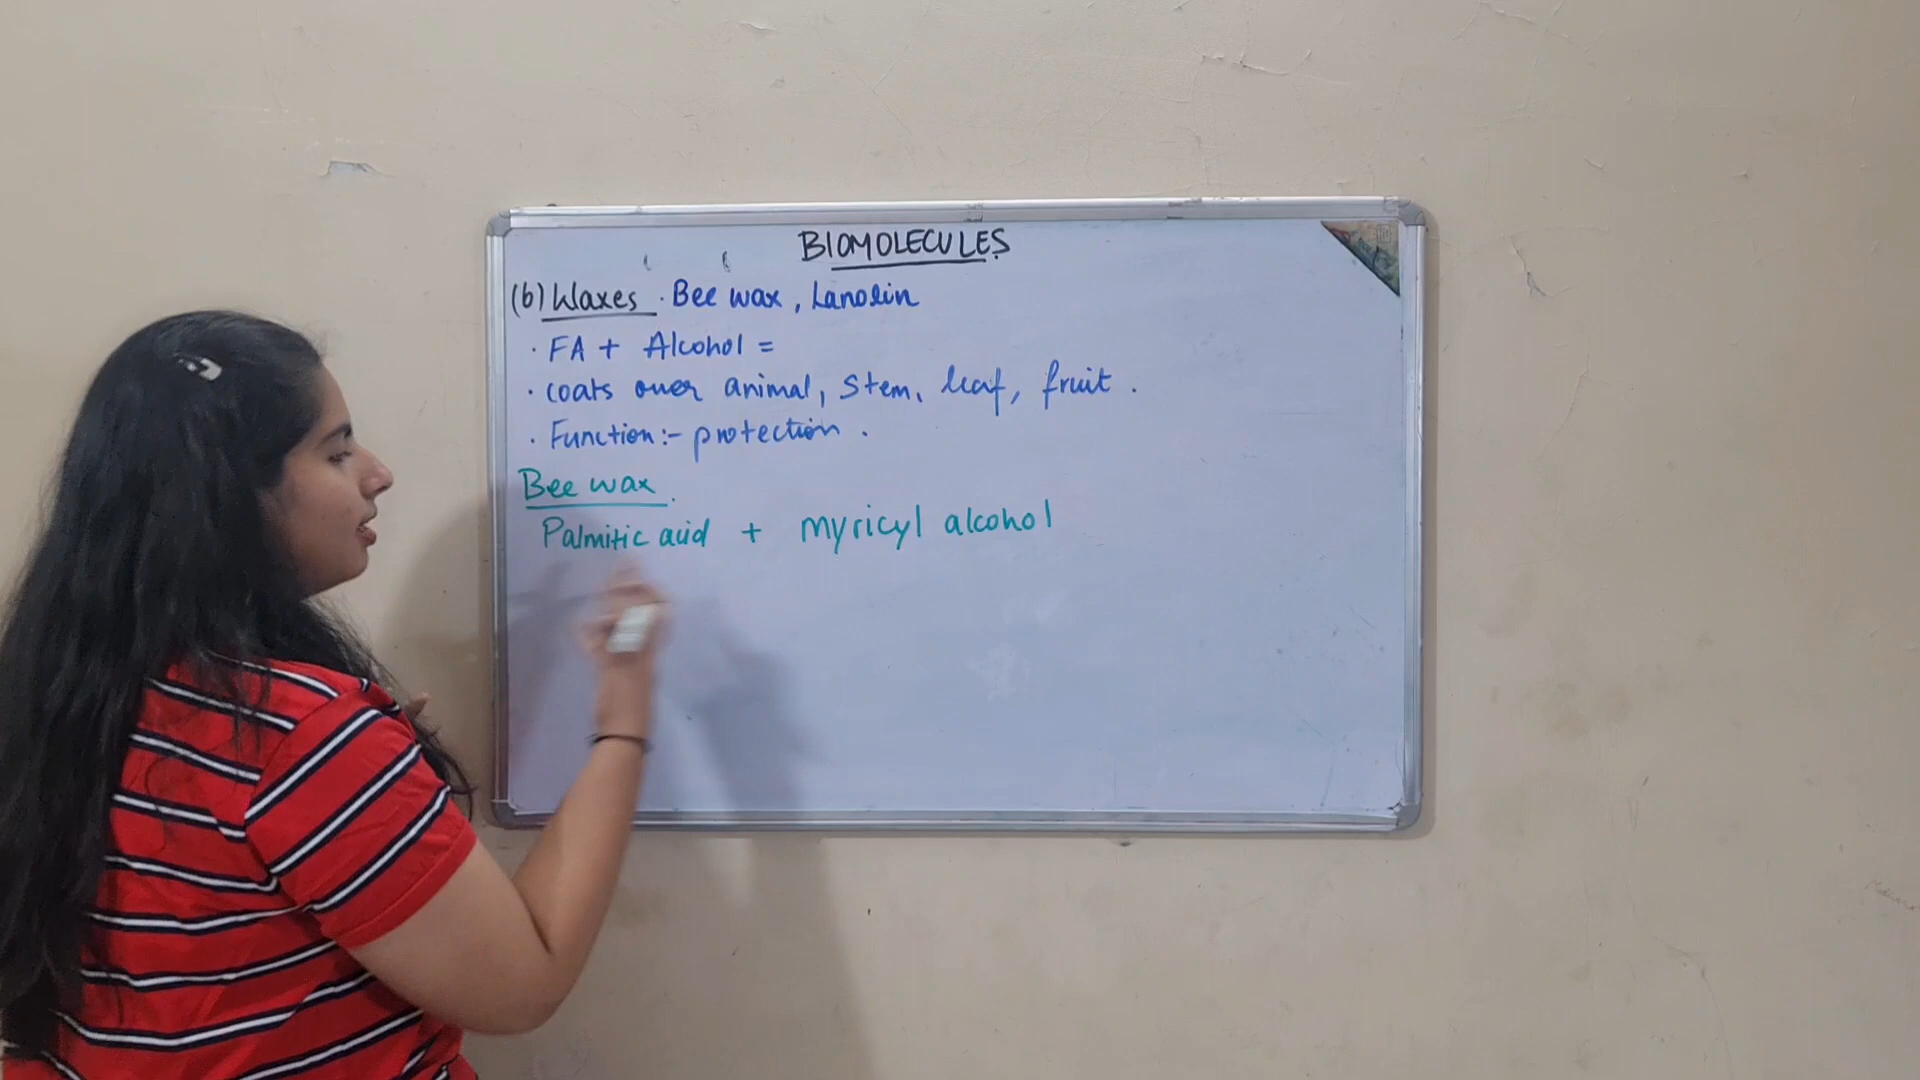 BIOMOLECULES
(b) Waxes . Bee wax, Lanolin
. FA + Alcohol =
. coats over animal, stem, leaf, fruit .
. Function :- protection .
Bee wax.
Palmitic acid + myricyl alcohol